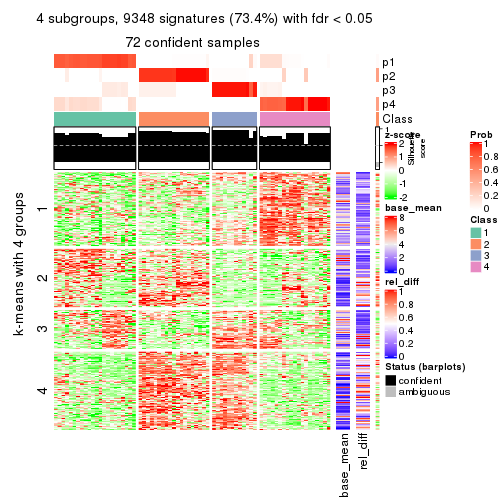 4 subgroups, 9348 signatures (73.4%) with fdr < 0.05
72 confident samples
p1
p2
p3
p4
Class
1
0
Silhouette
score
k-means with 4 groups
1
2
3
4
base_mean
rel_diff
z-score
2
1
0
-1
-2
base_mean
8
6
4
2
0
rel_diff
1
0.8
0.6
0.4
0.2
0
Status (barplots)
confident
ambiguous
Prob
1
0.8
0.6
0.4
0.2
0
Class
1
2
3
4